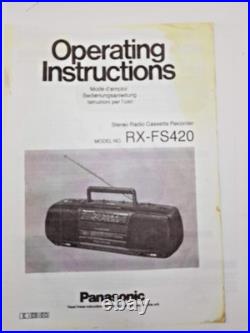 Operating
Instructions
Mode d'emploi
Bedienungsanleitung
Istruzioni per l'uso
Stereo Radio Cassette Recorder
MODEL NO. RX-FS420
Panasonic